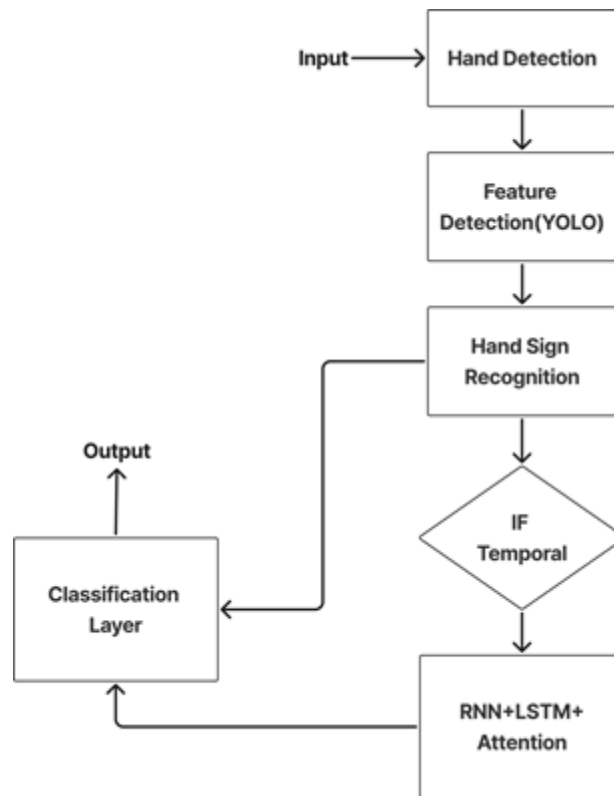 Input
Hand Detection
Feature
Detection(YOLO)
Hand Sign
Recognition
Output
IF
Temporal
Classification
Layer
RNN+LSTM+
Attention